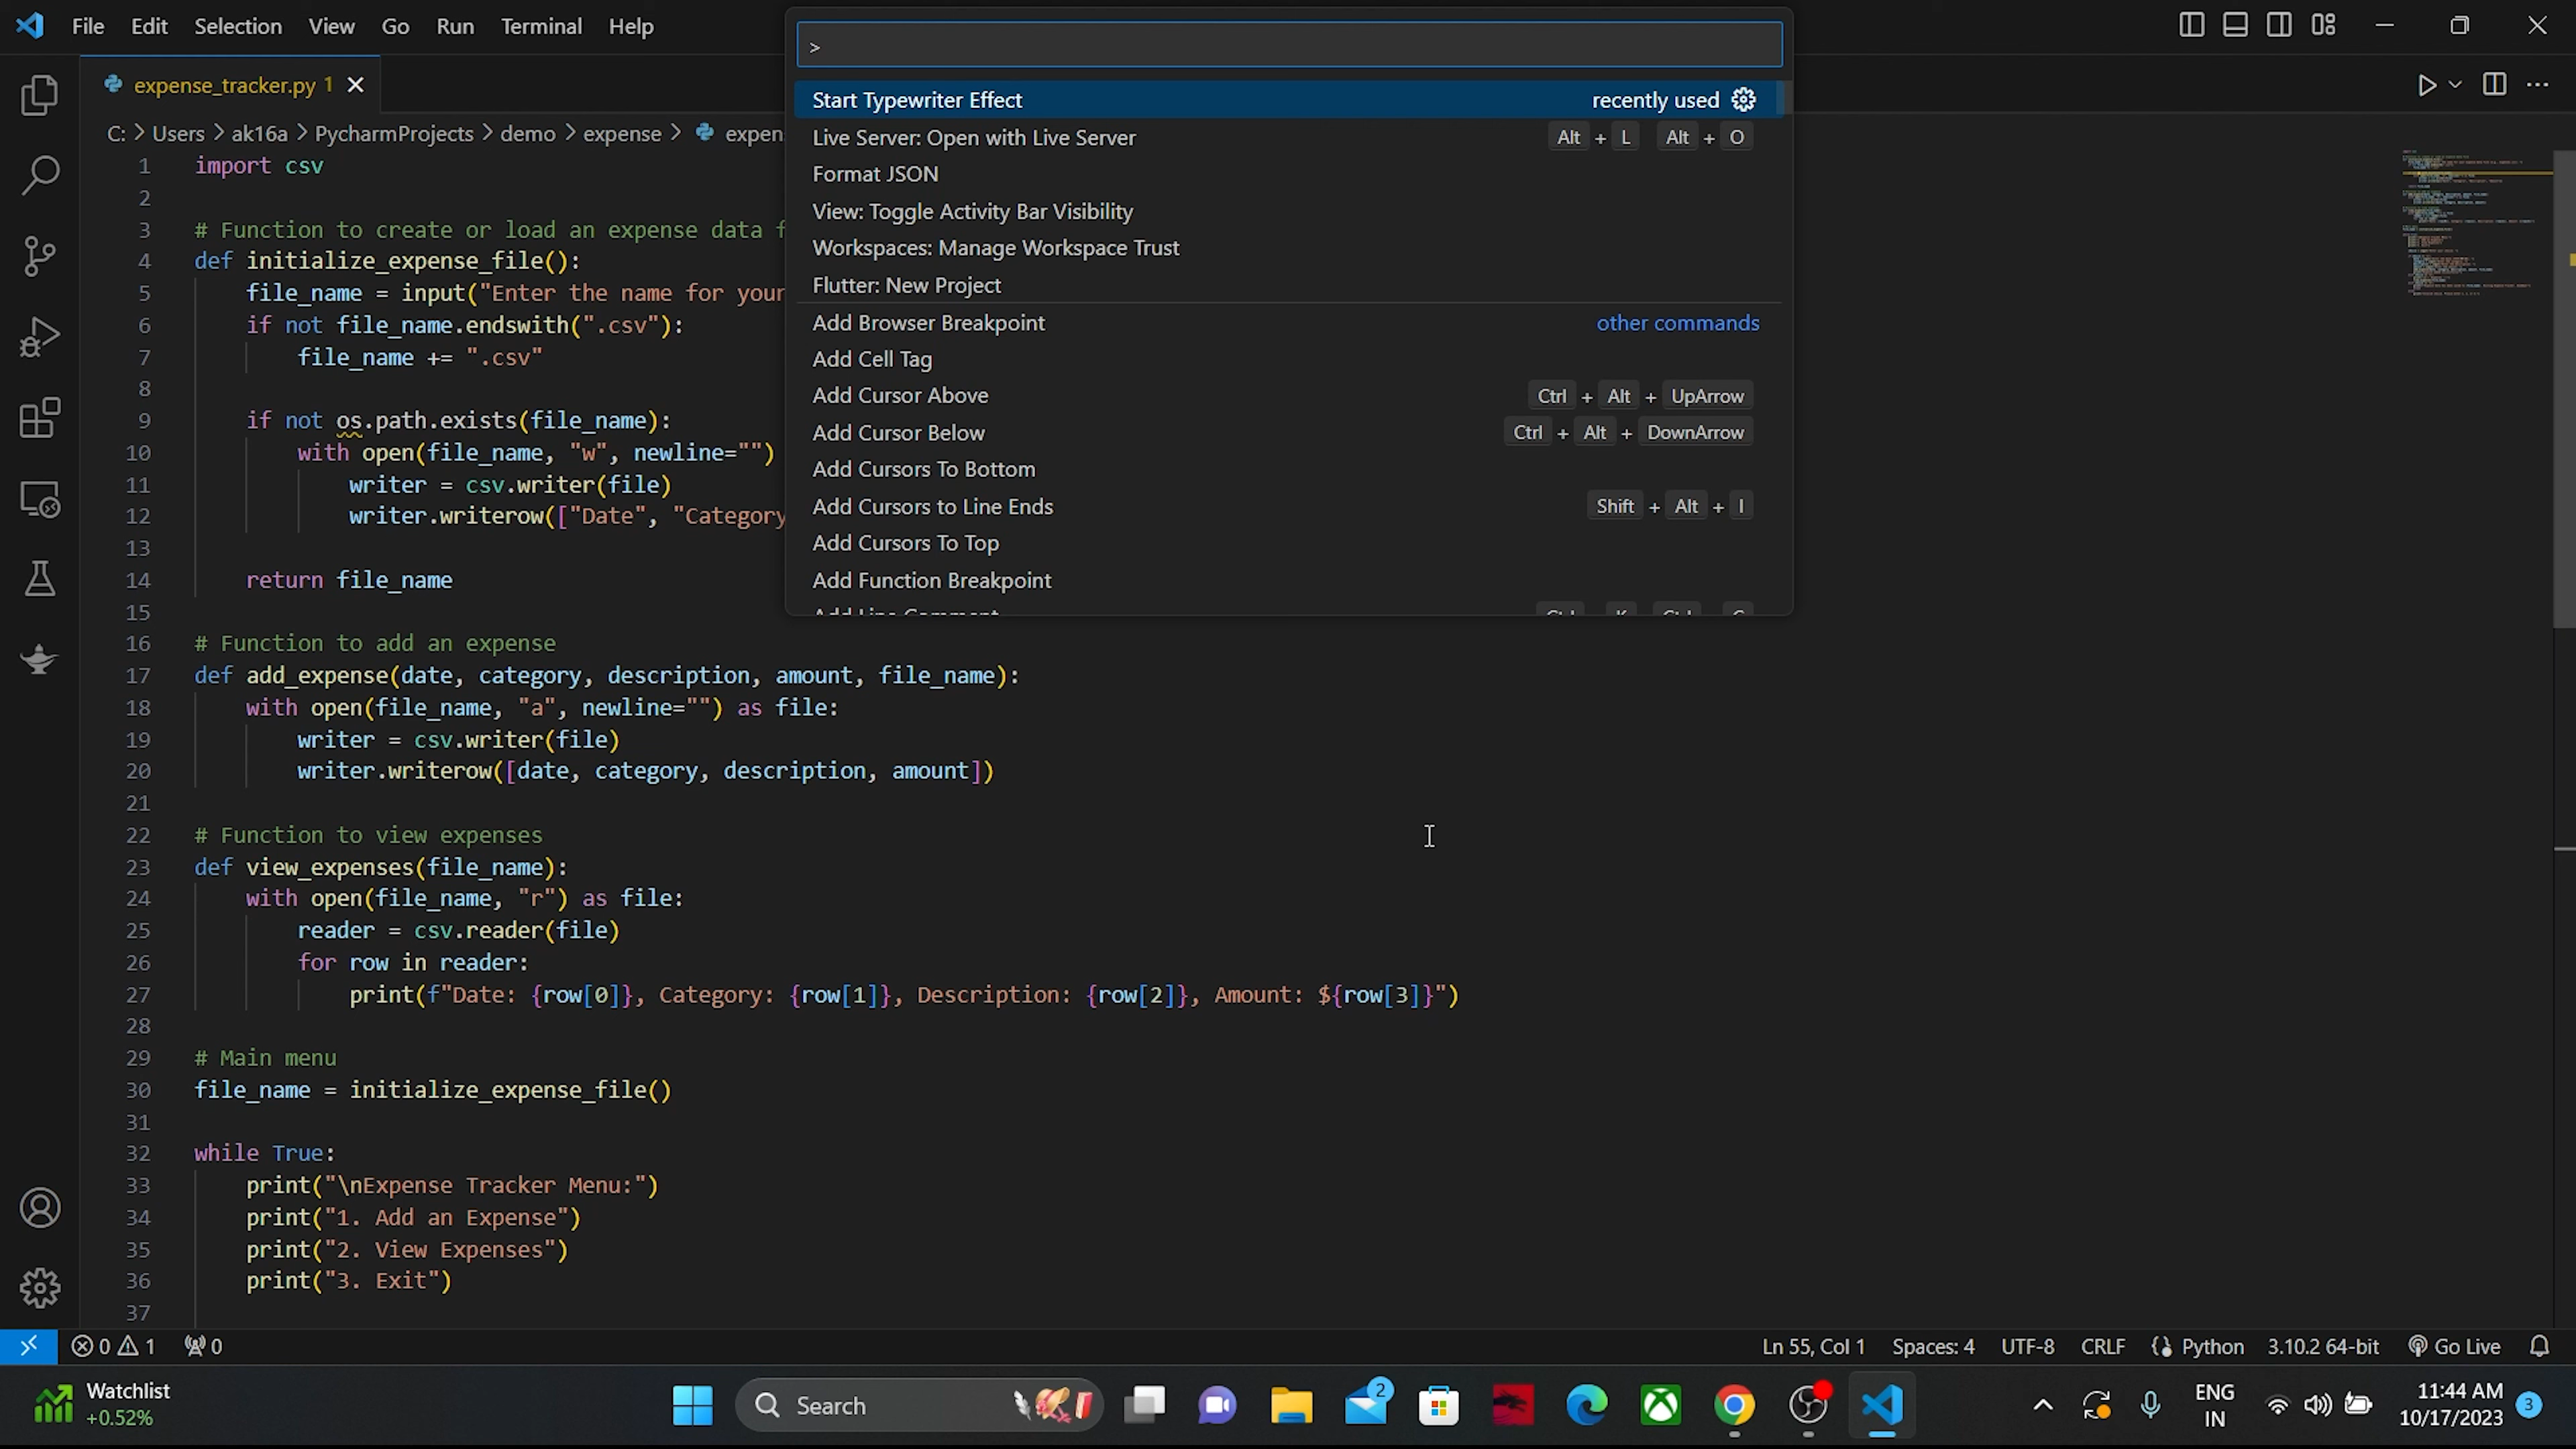 File Edit Selection View Go Run Terminal Help
>
expense_tracker.py 1
Start Typewriter Effect recently used
Live Server: Open with Live Server Alt + L Alt + O
Format JSON
View: Toggle Activity Bar Visibility
Workspaces: Manage Workspace Trust
Flutter: New Project
Add Browser Breakpoint other commands
Add Cell Tag
Add Cursor Above Ctrl + Alt + UpArrow
Add Cursor Below Ctrl + Alt + DownArrow
Add Cursors To Bottom
Add Cursors to Line Ends Shift + Alt + I
Add Cursors To Top
Add Function Breakpoint
Add Line Comment Ctrl K Ctrl C
C: > Users > ak16a > PycharmProjects > demo > expense > expen
1 import csv
2
3 # Function to create or load an expense data f
4 def initialize_expense_file():
5 file_name = input("Enter the name for your
6 if not file_name.endswith(".csv"):
7 file_name += ".csv"
8
9 if not os.path.exists(file_name):
10 with open(file_name, "w", newline="")
11 writer = csv.writer(file)
12 writer.writerow(["Date", "Category
13
14 return file_name
15
16 # Function to add an expense
17 def add_expense(date, category, description, amount, file_name):
18 with open(file_name, "a", newline="") as file:
19 writer = csv.writer(file)
20 writer.writerow([date, category, description, amount])
21
22 # Function to view expenses
23 def view_expenses(file_name):
24 with open(file_name, "r") as file:
25 reader = csv.reader(file)
26 for row in reader:
27 print(f"Date: {row[0]}, Category: {row[1]}, Description: {row[2]}, Amount: ${row[3]}")
28
29 # Main menu
30 file_name = initialize_expense_file()
31
32 while True:
33 print("\nExpense Tracker Menu:")
34 print("1. Add an Expense")
35 print("2. View Expenses")
36 print("3. Exit")
37
0 1 0 Ln 55, Col 1 Spaces: 4 UTF-8 CRLF Python 3.10.2 64-bit Go Live
Watchlist
+0.52%
Search
2
ENG
IN
11:44 AM
10/17/2023
3